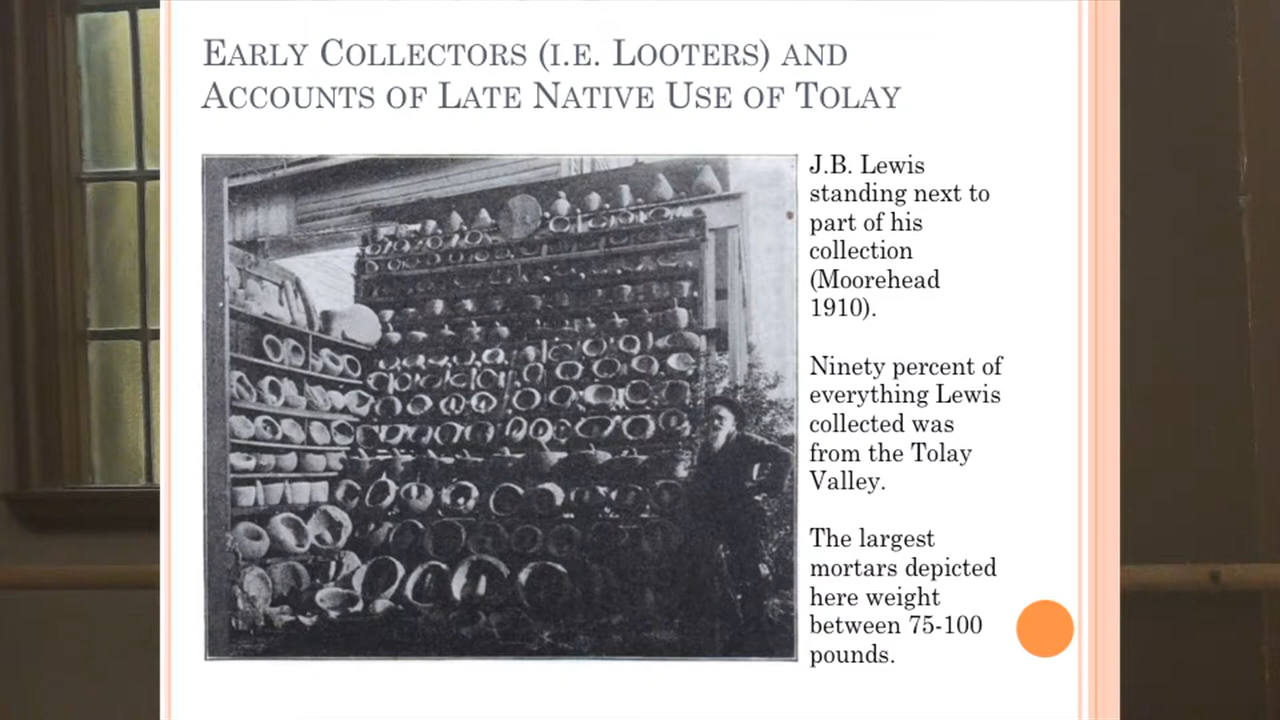 EARLY COLLECTORS (I.E. LOOTERS) AND
ACCOUNTS OF LATE NATIVE USE OF TOLAY
J.B. Lewis
standing next to
part of his
collection
(Moorehead
1910).
Ninety percent of
everything Lewis
collected was
from the Tolay
Valley.
The largest
mortars depicted
here weight
between 75-100
pounds.